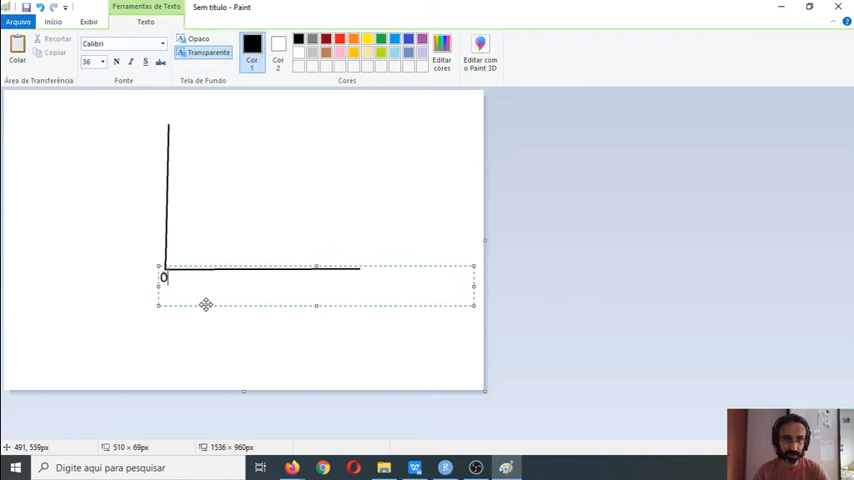 Ferramentas de Texto
Sem título - Paint
Arquivo Início Exibir Texto
Colar
Recortar
Copiar
Área de Transferência
Calibri
36
N I S abc
Fonte
Opaco
Transparente
Tela de Fundo
Cor 1
Cor 2
Cores
Editar cores
Editar com o Paint 3D
0
491, 559px
510 × 69px
1536 × 960px
Digite aqui para pesquisar